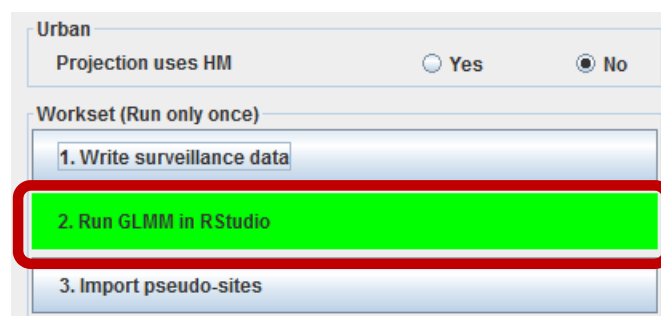 Urban
Projection uses HM Yes No
Workset (Run only once)
1. Write surveillance data
2. Run GLMM in RStudio
3. Import pseudo-sites